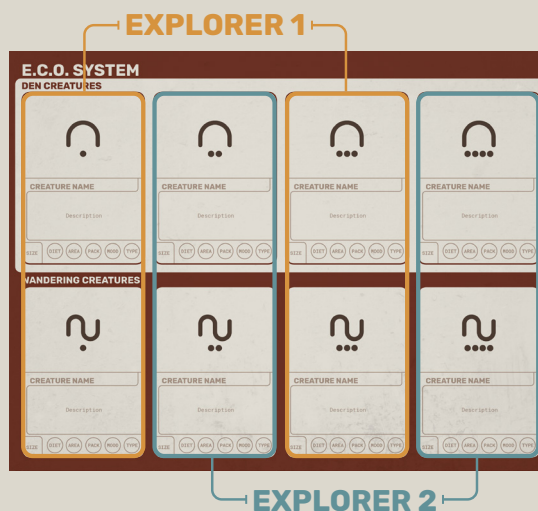 EXPLORER 1
E.C.O. SYSTEM
DEN CREATURES
CREATURE NAME CREATURE NAME CREATURE NAME CREATURE NAME
Description Description Description Description
SIZE DIET AREA PACK MOOD TYPE SIZE DIET AREA PACK MOOD TYPE SIZE DIET AREA PACK MOOD TYPE SIZE DIET AREA PACK MOOD TYPE
WANDERING CREATURES
CREATURE NAME CREATURE NAME CREATURE NAME CREATURE NAME
Description Description Description Description
SIZE DIET AREA PACK MOOD TYPE SIZE DIET AREA PACK MOOD TYPE SIZE DIET AREA PACK MOOD TYPE SIZE DIET AREA PACK MOOD TYPE
EXPLORER 2